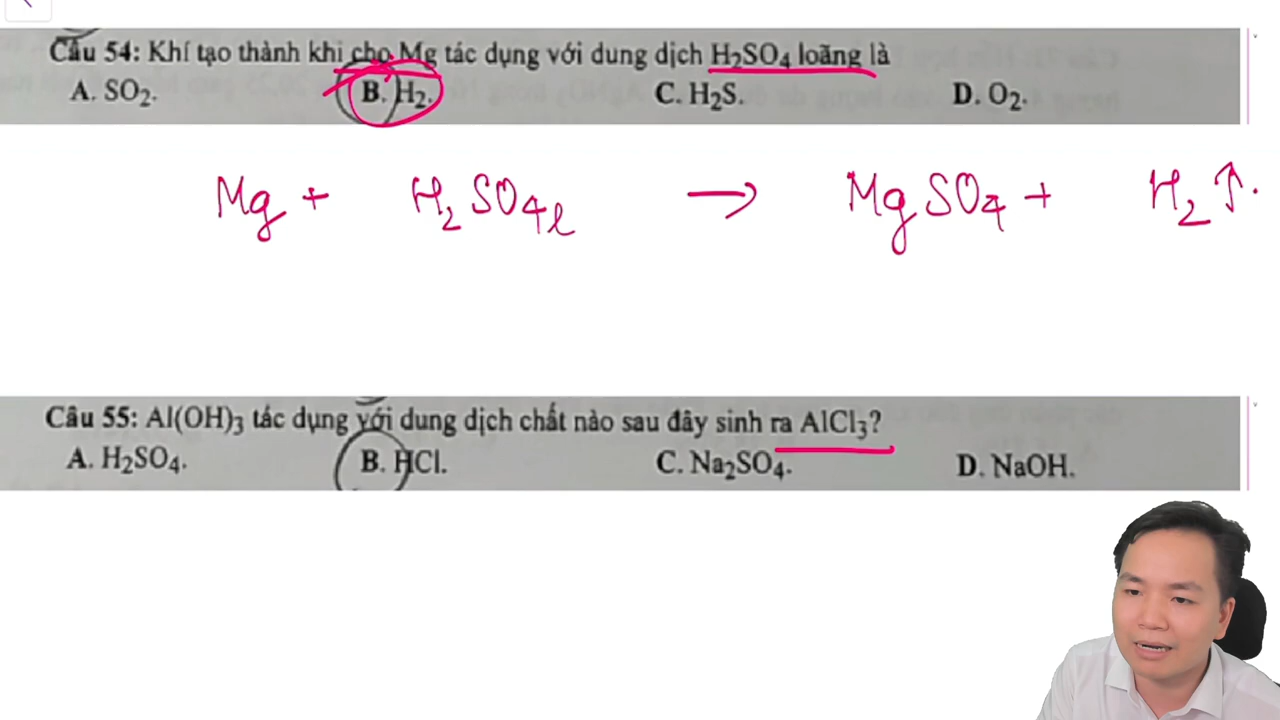 Câu 54: Khí tạo thành khi cho Mg tác dụng với dung dịch H₂SO₄ loãng là
A. SO₂. B. H₂. C. H₂S. D. O₂.
Mg + H₂SO₄l → MgSO₄ + H₂↑.
Câu 55: Al(OH)₃ tác dụng với dung dịch chất nào sau đây sinh ra AlCl₃?
A. H₂SO₄. B. HCl. C. Na₂SO₄. D. NaOH.